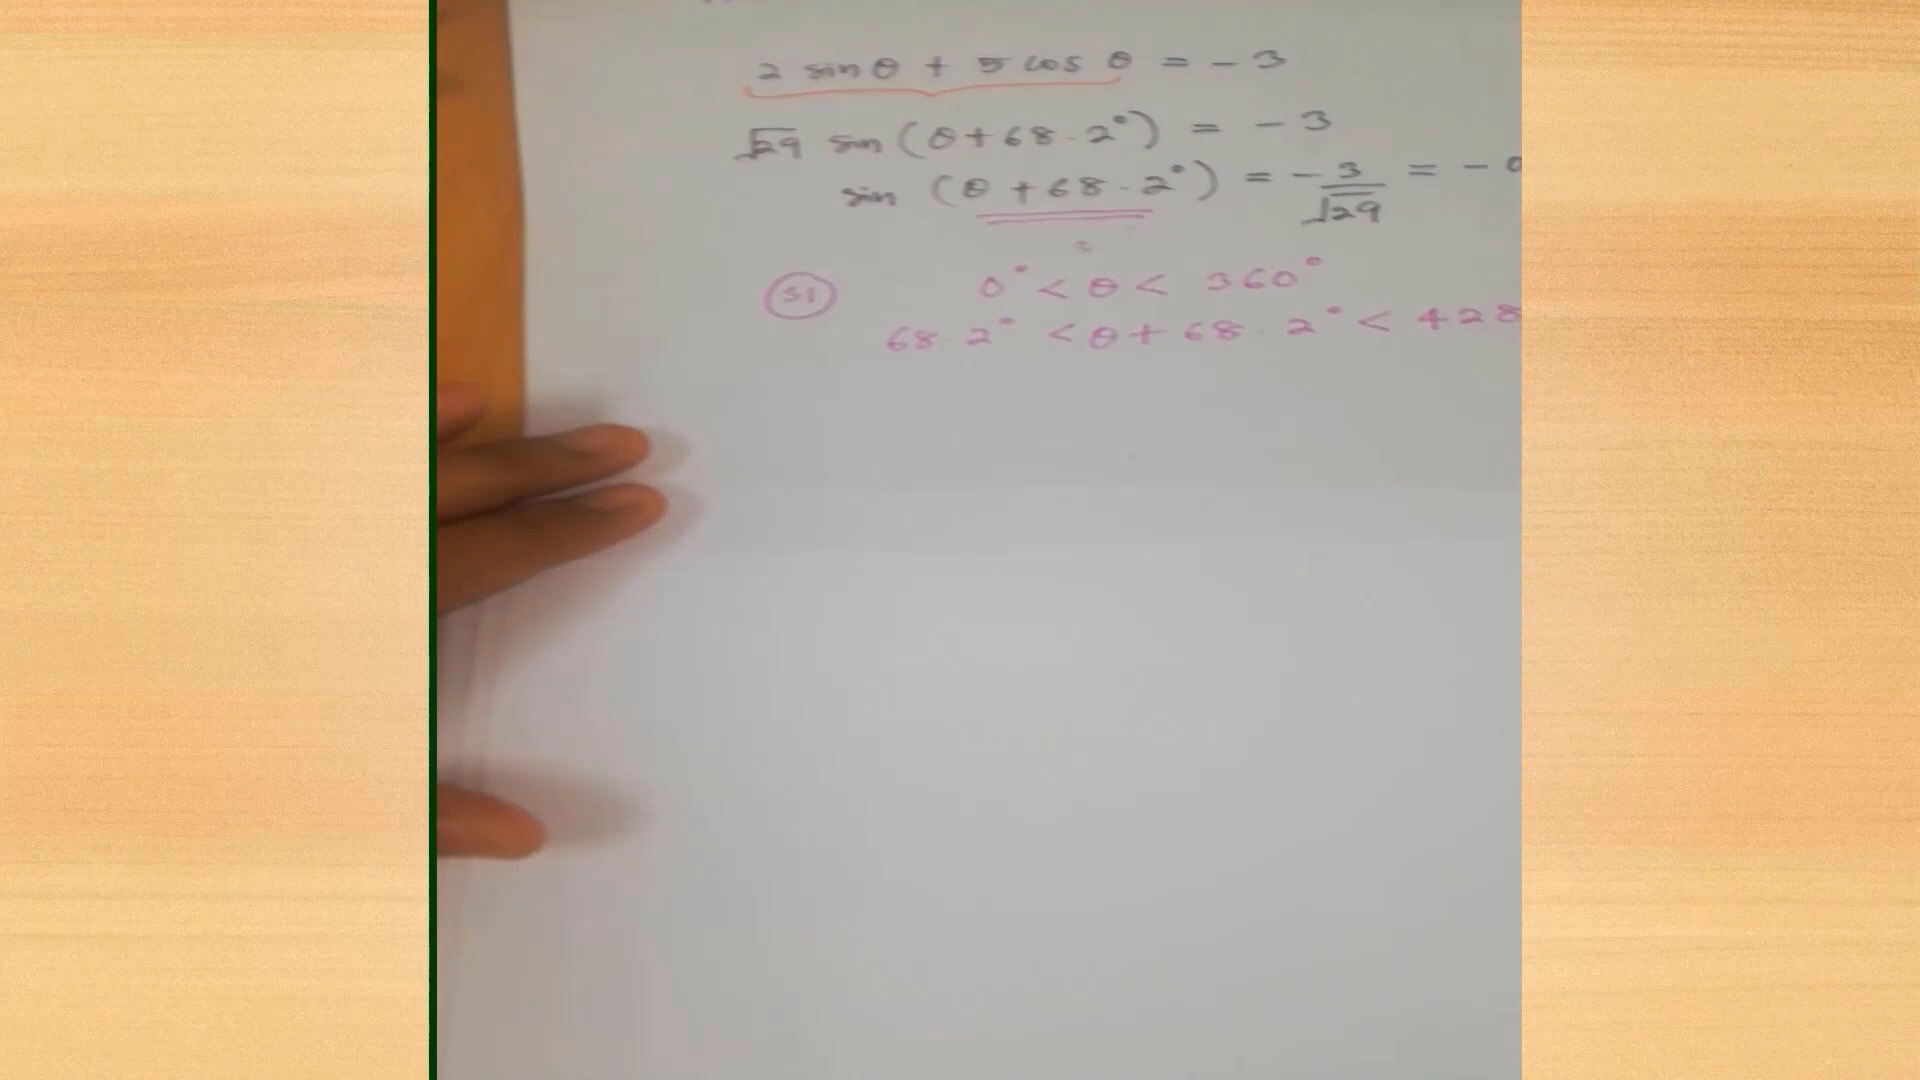 2 sin θ + 5 cos θ = - 3
√29 sin (θ + 68.2°) = - 3
sin (θ + 68.2°) = - 3/√29 = - 0
S1 0° < θ < 360°
68.2° < θ + 68.2° < 428